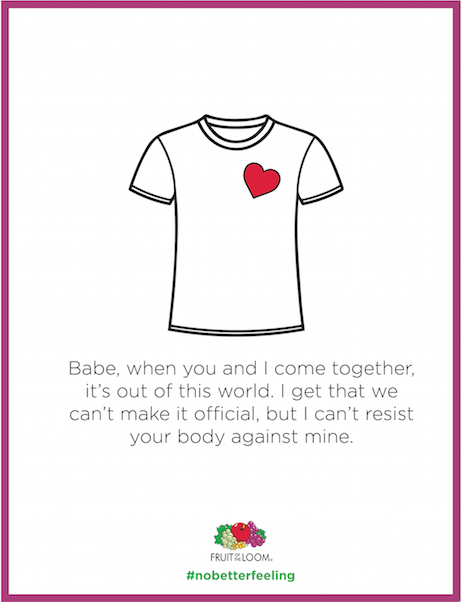 Babe, when you and I come together,
it's out of this world. I get that we
can't make it official, but I can't resist
your body against mine.
FRUIT OF THE LOOM®
#nobetterfeeling